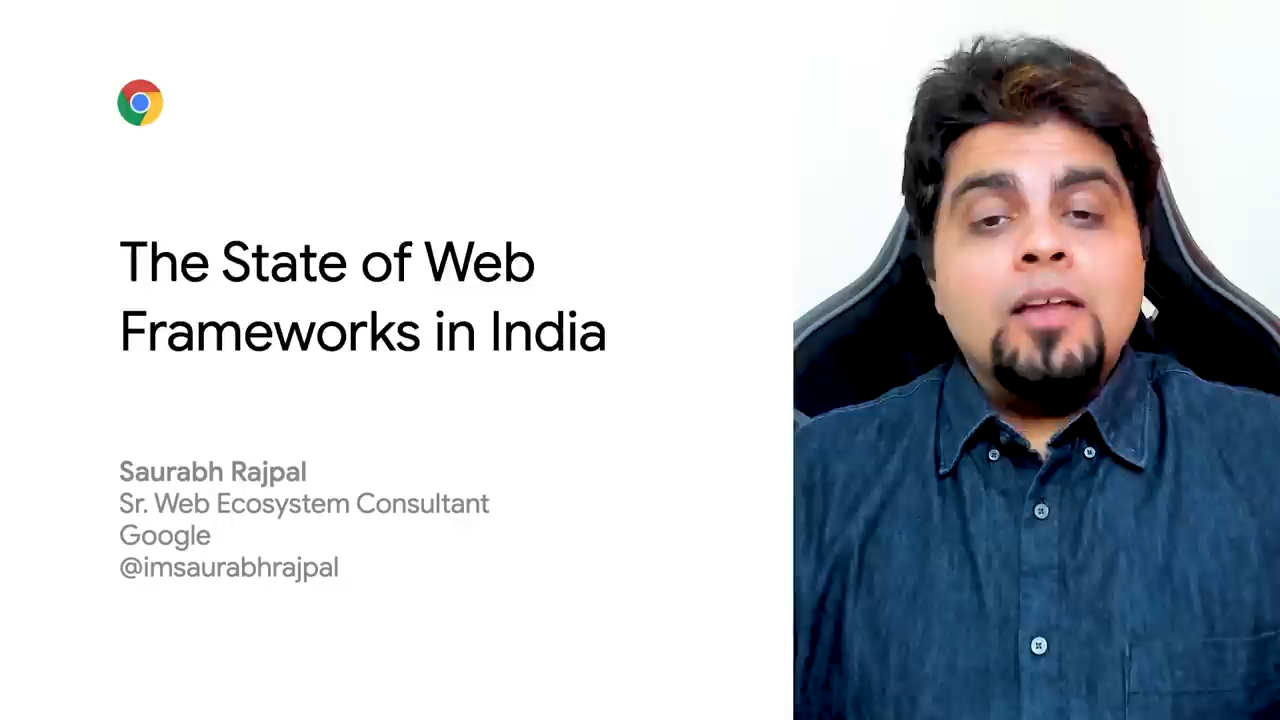 The State of Web
Frameworks in India
Saurabh Rajpal
Sr. Web Ecosystem Consultant
Google
@imsaurabhrajpal